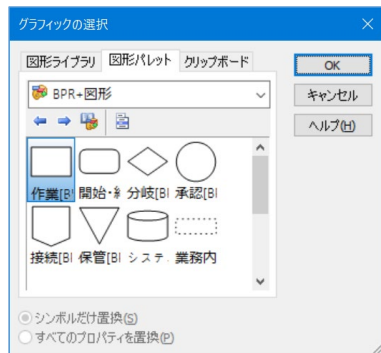 グラフィックの選択
図形ライブラリ 図形パレット クリップボード
BPR+図形
OK
キャンセル
ヘルプ(H)
作業[B 開始・ 分岐[B 承認[B
接続[B 保管[B システ 業務内
シンボルだけ置換(S)
すべてのプロパティを置換(P)